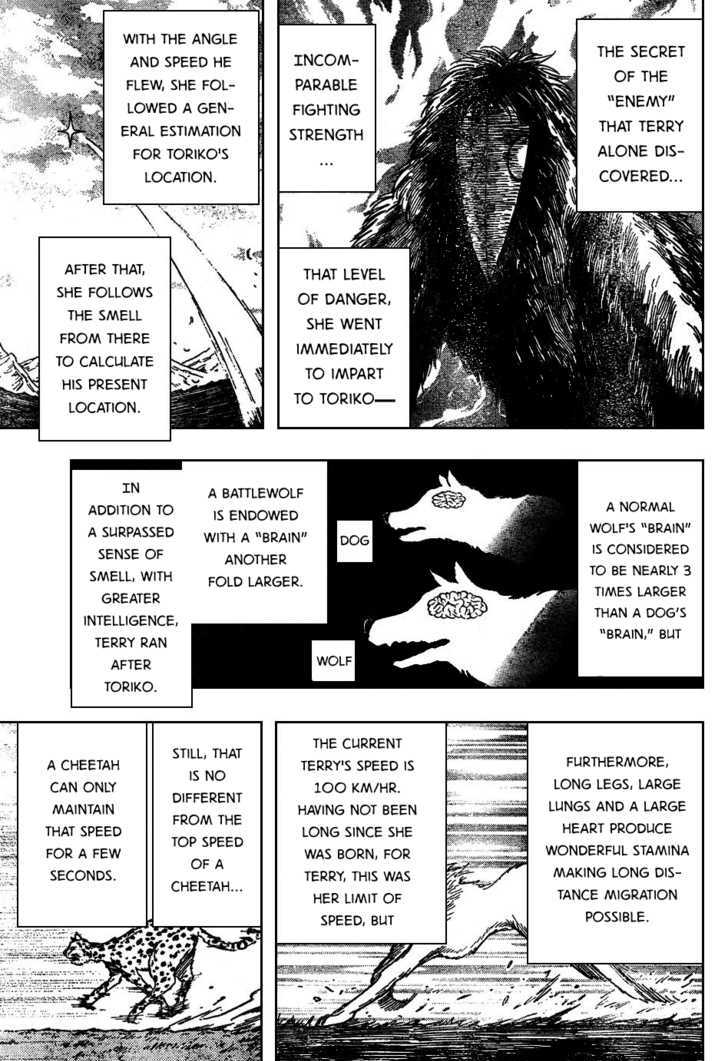 THE SECRET
OF THE
"ENEMY"
THAT TERRY
ALONE DIS-
COVERED...
INCOM-
PARABLE
FIGHTING
STRENGTH
...
THAT LEVEL
OF DANGER,
SHE WENT
IMMEDIATELY
TO IMPART
TO TORIKO—
WITH THE ANGLE
AND SPEED HE
FLEW, SHE FOL-
LOWED A GEN-
ERAL ESTIMATION
FOR TORIKO'S
LOCATION.
AFTER THAT,
SHE FOLLOWS
THE SMELL
FROM THERE
TO CALCULATE
HIS PRESENT
LOCATION.
A NORMAL
WOLF'S "BRAIN"
IS CONSIDERED
TO BE NEARLY 3
TIMES LARGER
THAN A DOG'S
"BRAIN," BUT
DOG
WOLF
A BATTLEWOLF
IS ENDOWED
WITH A "BRAIN"
ANOTHER
FOLD LARGER.
IN
ADDITION TO
A SURPASSED
SENSE OF
SMELL, WITH
GREATER
INTELLIGENCE,
TERRY RAN
AFTER
TORIKO.
FURTHERMORE,
LONG LEGS, LARGE
LUNGS AND A LARGE
HEART PRODUCE
WONDERFUL STAMINA
MAKING LONG DIS-
TANCE MIGRATION
POSSIBLE.
THE CURRENT
TERRY'S SPEED IS
100 KM/HR.
HAVING NOT BEEN
LONG SINCE SHE
WAS BORN, FOR
TERRY, THIS WAS
HER LIMIT OF
SPEED, BUT
STILL, THAT
IS NO
DIFFERENT
FROM THE
TOP SPEED
OF A
CHEETAH...
A CHEETAH
CAN ONLY
MAINTAIN
THAT SPEED
FOR A FEW
SECONDS.